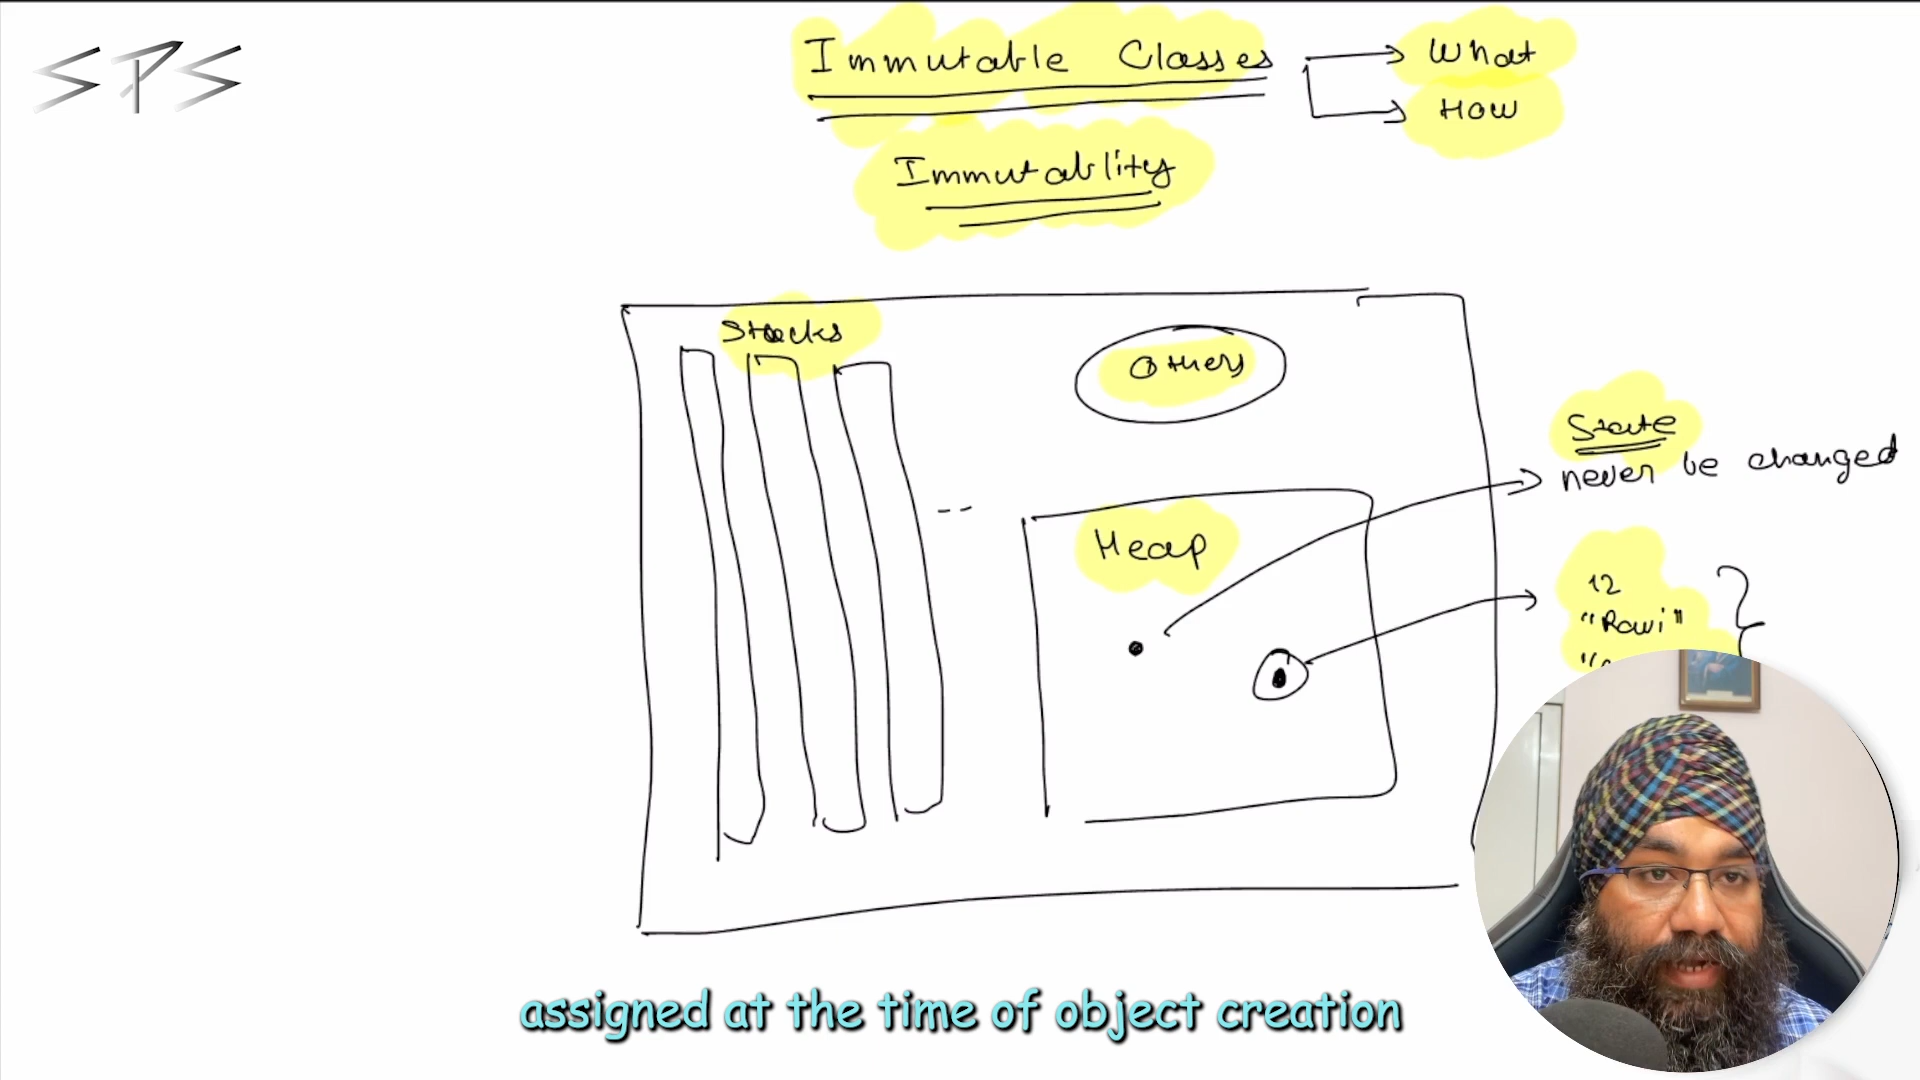 SPS
Immutable Classes
What
How
Immutablity
Stacks
Others
State
never be changed
Heap
12
"Ravi"
assigned at the time of object creation